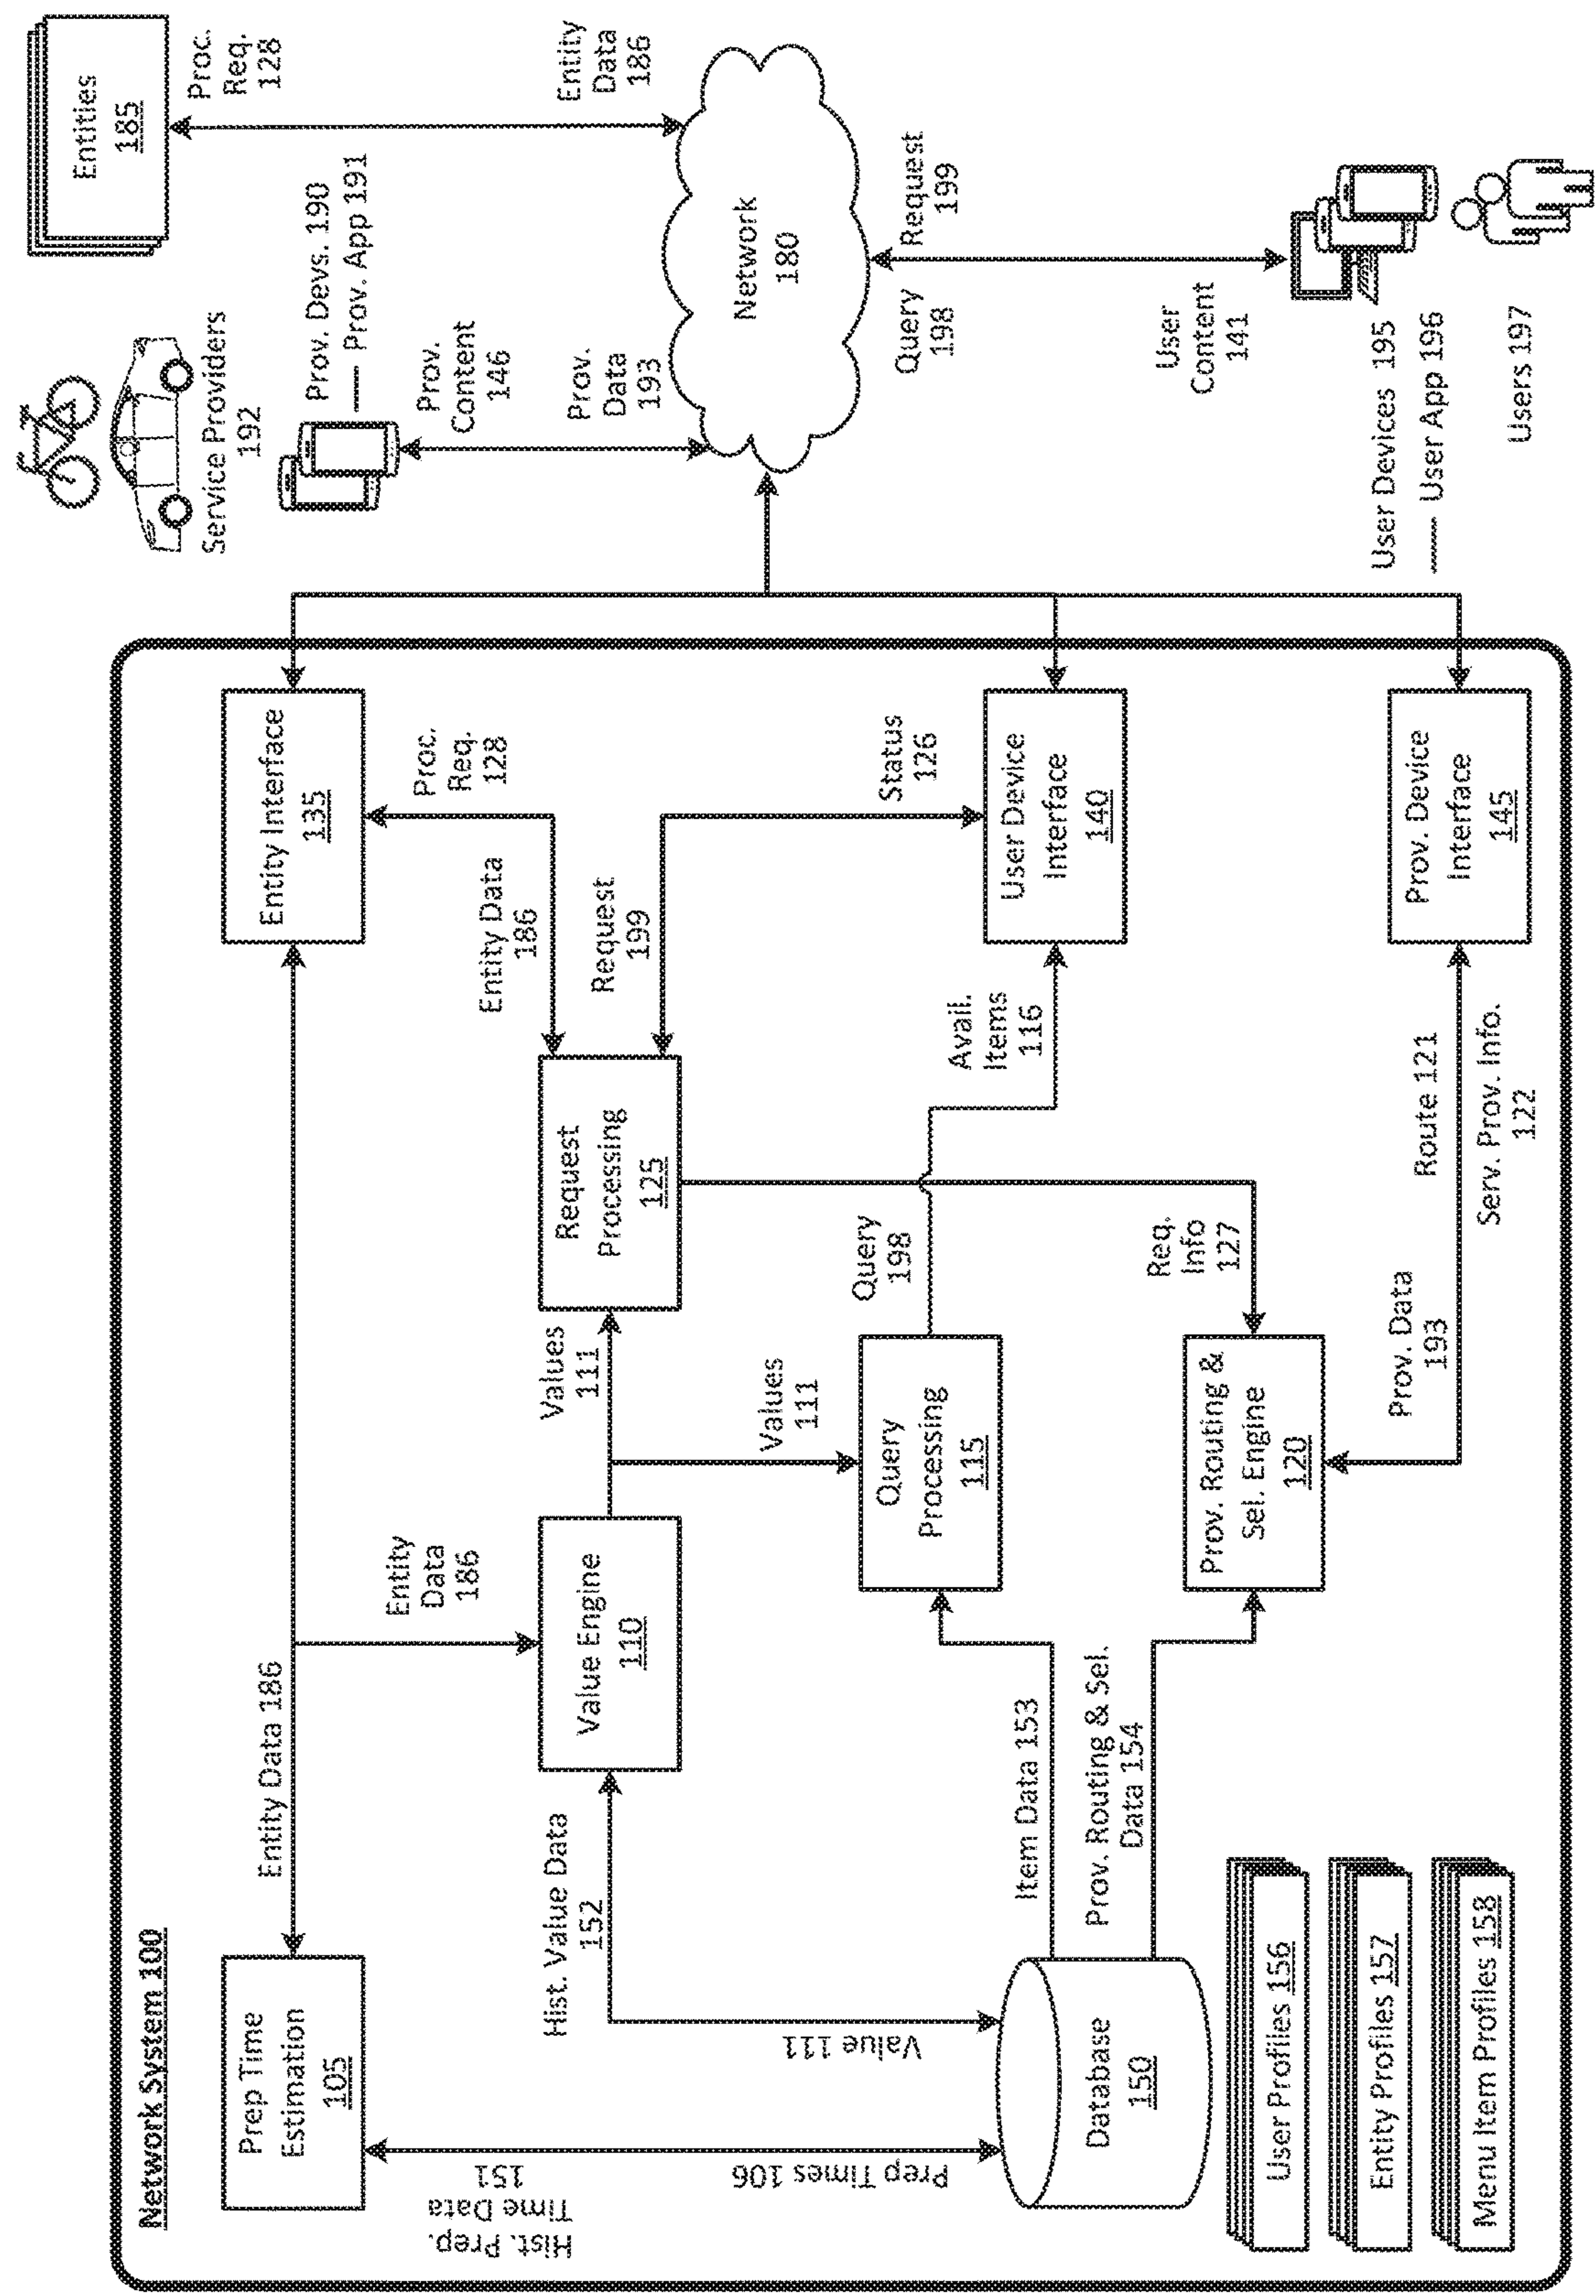 Network System 100
Prep Time
Estimation
105
Entity Data 186
Entity Interface
135
Hist. Prep.
Time Data
151
Prep Times 106
Hist. Value Data
152
Value 111
Entity
Data
186
Value Engine
110
Values
111
Values
111
Request
Processing
125
Entity Data
186
Proc.
Req.
128
Request
199
Status
126
Query
Processing
115
Query
198
Avail.
Items
116
User Device
Interface
140
Item Data 153
Prov. Routing & Sel.
Data 154
Prov. Routing &
Sel. Engine
120
Req.
Info
127
Prov. Data
193
Route 121
Serv. Prov. Info.
122
Prov. Device
Interface
145
Database
150
User Profiles 156
Entity Profiles 157
Menu Item Profiles 158
Service Providers
192
Prov. Devs. 190
Prov. App 191
Prov.
Content
146
Prov.
Data
193
Entities
185
Proc.
Req.
128
Entity
Data
186
Network
180
Query
198
Request
199
User
Content
141
User Devices 195
User App 196
Users 197